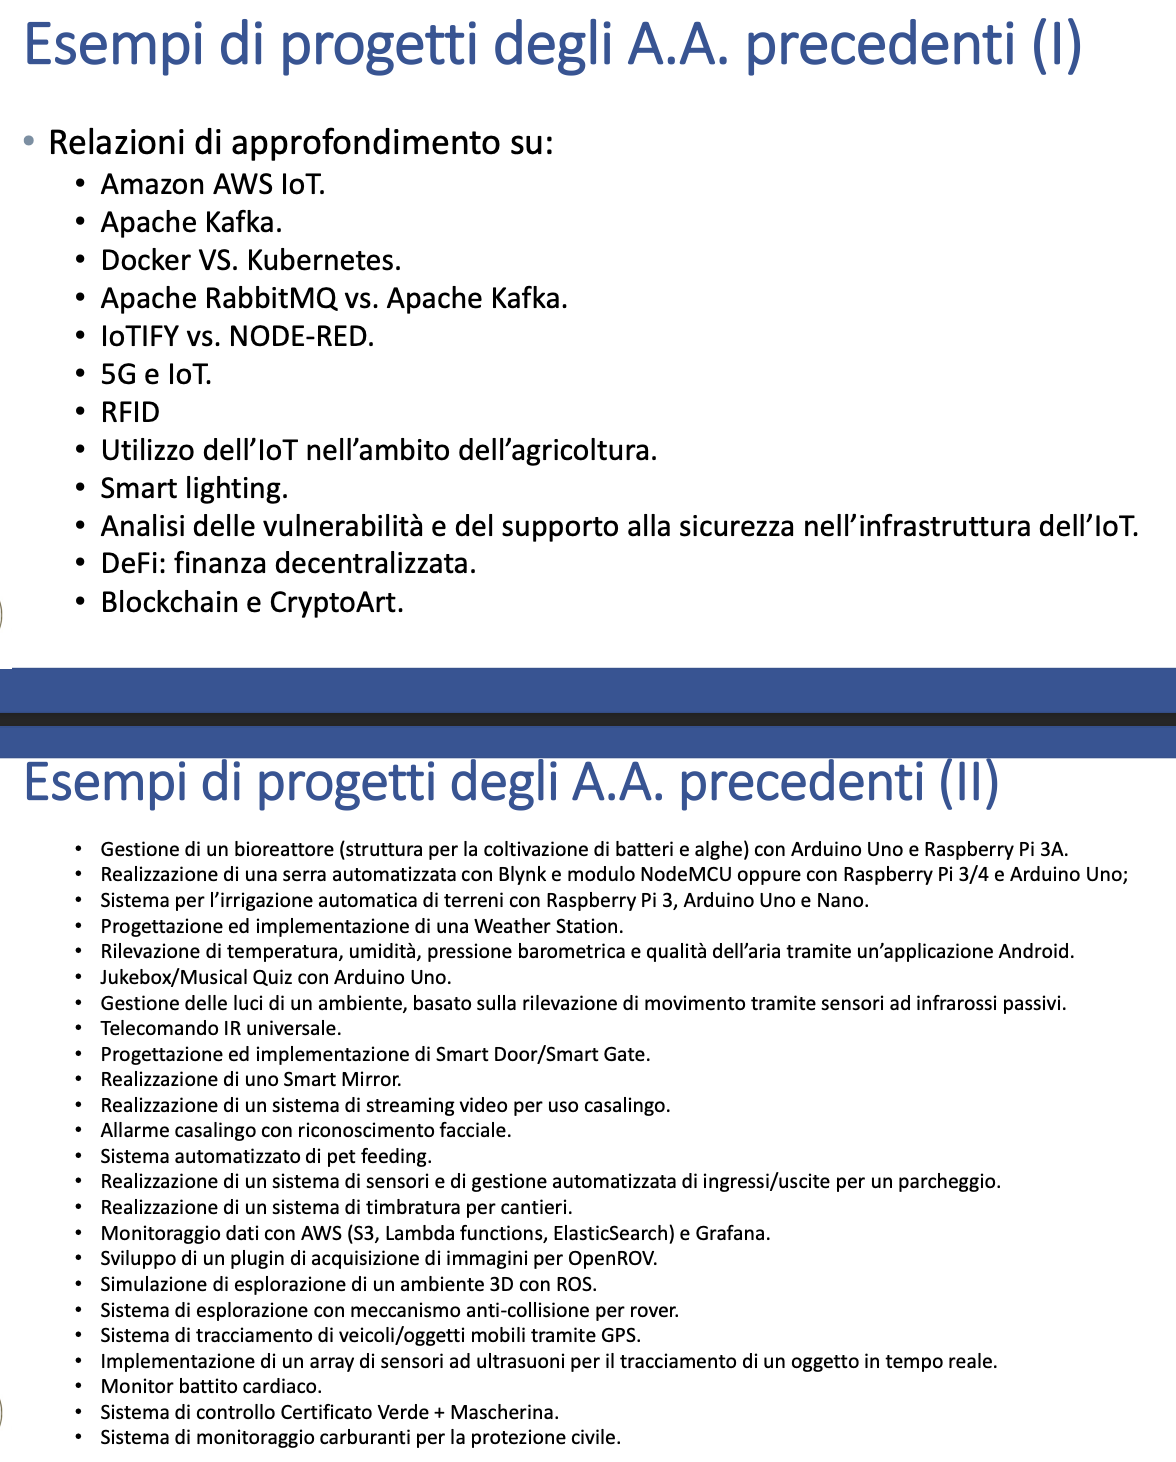 Esempi di progetti degli A.A. precedenti (I)
• Relazioni di approfondimento su:
• Amazon AWS IoT.
• Apache Kafka.
• Docker VS. Kubernetes.
• Apache RabbitMQ vs. Apache Kafka.
• IoTIFY vs. NODE-RED.
• 5G e IoT.
• RFID
• Utilizzo dell’IoT nell’ambito dell’agricoltura.
• Smart lighting.
• Analisi delle vulnerabilità e del supporto alla sicurezza nell’infrastruttura dell’IoT.
• DeFi: finanza decentralizzata.
• Blockchain e CryptoArt.
Esempi di progetti degli A.A. precedenti (II)
• Gestione di un bioreattore (struttura per la coltivazione di batteri e alghe) con Arduino Uno e Raspberry Pi 3A.
• Realizzazione di una serra automatizzata con Blynk e modulo NodeMCU oppure con Raspberry Pi 3/4 e Arduino Uno;
• Sistema per l’irrigazione automatica di terreni con Raspberry Pi 3, Arduino Uno e Nano.
• Progettazione ed implementazione di una Weather Station.
• Rilevazione di temperatura, umidità, pressione barometrica e qualità dell’aria tramite un’applicazione Android.
• Jukebox/Musical Quiz con Arduino Uno.
• Gestione delle luci di un ambiente, basato sulla rilevazione di movimento tramite sensori ad infrarossi passivi.
• Telecomando IR universale.
• Progettazione ed implementazione di Smart Door/Smart Gate.
• Realizzazione di uno Smart Mirror.
• Realizzazione di un sistema di streaming video per uso casalingo.
• Allarme casalingo con riconoscimento facciale.
• Sistema automatizzato di pet feeding.
• Realizzazione di un sistema di sensori e di gestione automatizzata di ingressi/uscite per un parcheggio.
• Realizzazione di un sistema di timbratura per cantieri.
• Monitoraggio dati con AWS (S3, Lambda functions, ElasticSearch) e Grafana.
• Sviluppo di un plugin di acquisizione di immagini per OpenROV.
• Simulazione di esplorazione di un ambiente 3D con ROS.
• Sistema di esplorazione con meccanismo anti-collisione per rover.
• Sistema di tracciamento di veicoli/oggetti mobili tramite GPS.
• Implementazione di un array di sensori ad ultrasuoni per il tracciamento di un oggetto in tempo reale.
• Monitor battito cardiaco.
• Sistema di controllo Certificato Verde + Mascherina.
• Sistema di monitoraggio carburanti per la protezione civile.